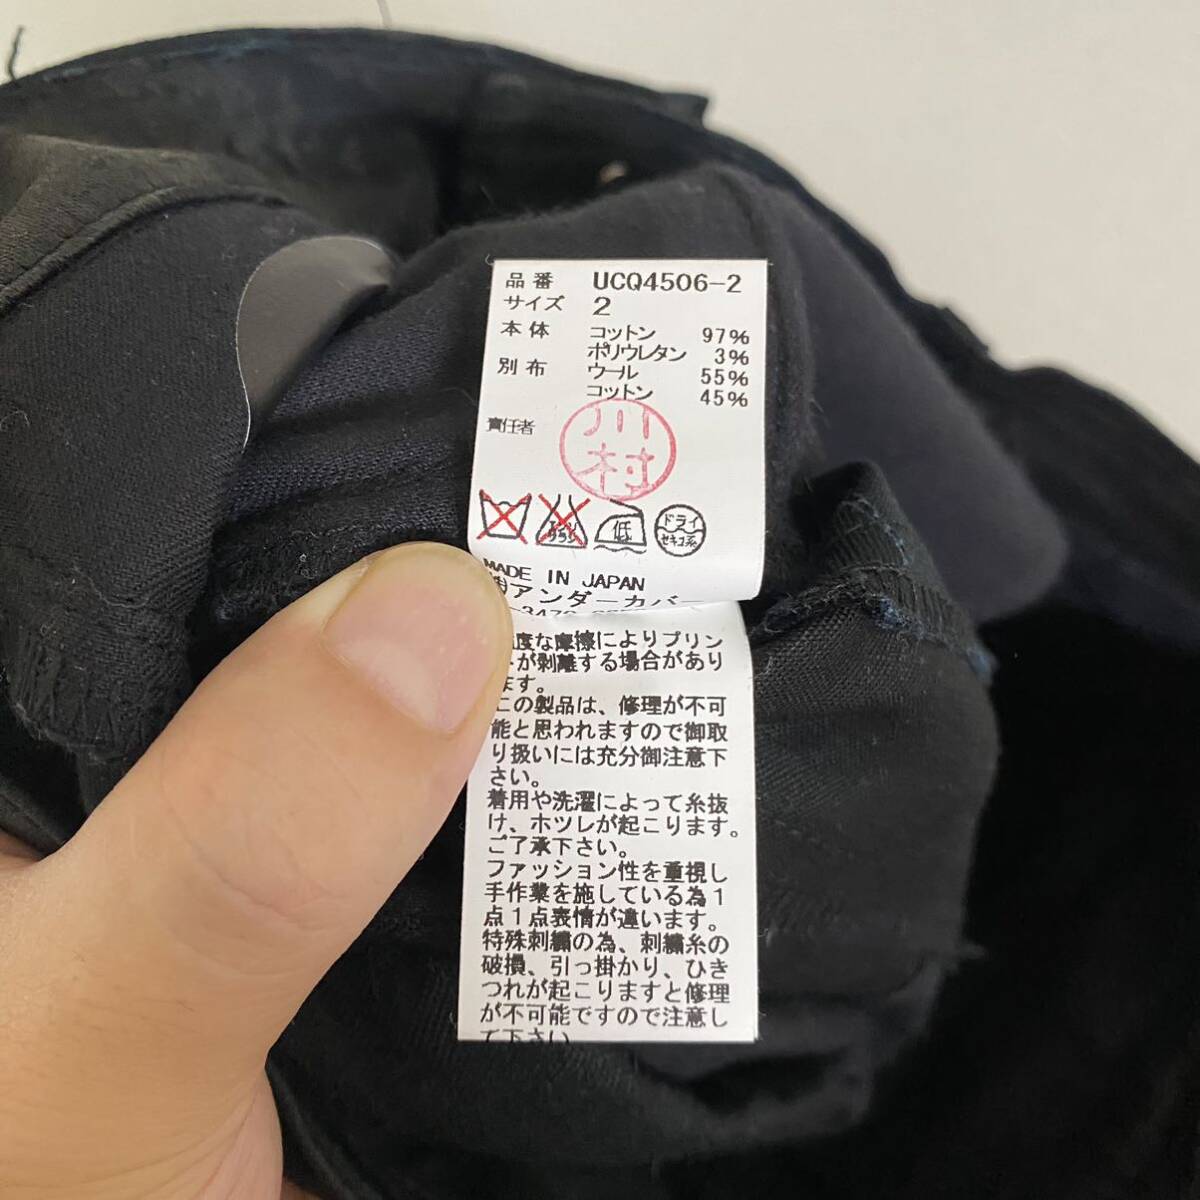 品番 UCQ4506-2
サイズ 2
本体 コットン 97%
ポリウレタン 3%
別布 ウール 55%
コットン 45%
責任者 川村
低 ドライ セキユ系
MADE IN JAPAN
㈱アンダーカバー
度な摩擦によりプリン
が剥離する場合があり
ます。
この製品は、修理が不可
能と思われますので御取
り扱いには充分御注意下
さい。
着用や洗濯によって糸抜
け、ホツレが起こります。
ご了承下さい。
ファッション性を重視し
手作業を施している為1
点1点表情が違います。
特殊刺繍の為、刺繍糸の
破損、引っ掛かり、ひき
つれが起こりますと修理
が不可能ですので注意し
て下さい